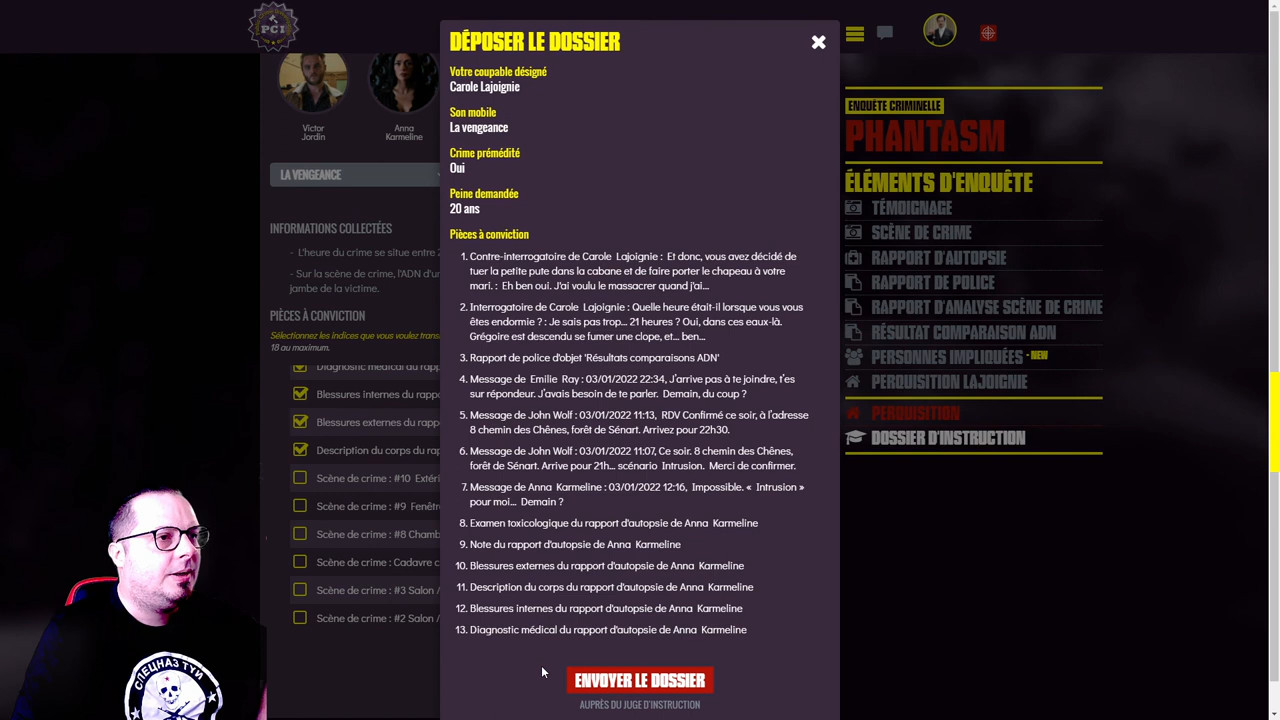 PCI
DÉPOSER LE DOSSIER
Votre coupable désigné
Carole Lajoignie
Son mobile
La vengeance
Crime prémédité
Oui
Peine demandée
20 ans
Pièces à conviction
1. Contre-interrogatoire de Carole Lajoignie : Et donc, vous avez décidé de
tuer la petite pute dans la cabane et de faire porter le chapeau à votre
mari. : Eh ben oui. J'ai voulu le massacrer quand j'ai...
2. Interrogatoire de Carole Lajoignie : Quelle heure était-il lorsque vous vous
êtes endormie ? : Je sais pas trop... 21 heures ? Oui, dans ces eaux-là.
Grégoire est descendu se fumer une clope, et... ben...
3. Rapport de police d'objet 'Résultats comparaisons ADN'
4. Message de Emilie Ray : 03/01/2022 22:34, J'arrive pas à te joindre, t'es
sur répondeur. J'avais besoin de te parler. Demain, du coup ?
5. Message de John Wolf : 03/01/2022 11:13, RDV Confirmé ce soir, à l'adresse
8 chemin des Chênes, forêt de Sénart. Arrivez pour 22h30.
6. Message de John Wolf : 03/01/2022 11:07, Ce soir. 8 chemin des Chênes,
forêt de Sénart. Arrive pour 21h... scénario Intrusion. Merci de confirmer.
7. Message de Anna Karmeline : 03/01/2022 12:16, Impossible. « Intrusion »
pour moi... Demain ?
8. Examen toxicologique du rapport d'autopsie de Anna Karmeline
9. Note du rapport d'autopsie de Anna Karmeline
10. Blessures externes du rapport d'autopsie de Anna Karmeline
11. Description du corps du rapport d'autopsie de Anna Karmeline
12. Blessures internes du rapport d'autopsie de Anna Karmeline
13. Diagnostic médical du rapport d'autopsie de Anna Karmeline
ENVOYER LE DOSSIER
AUPRÈS DU JUGE D'INSTRUCTION
Victor
Jordin
Anna
Karmeline
LA VENGEANCE
INFORMATIONS COLLECTÉES
- L'heure du crime se situe entre
- Sur la scène de crime, l'ADN d'u
jambe de la victime.
PIÈCES À CONVICTION
Sélectionnez les indices que vous voulez trans
18 au maximum.
Diagnostic médical du rapp
Blessures internes du rappo
Blessures externes du rappo
Description du corps du rap
Scène de crime : #10 Extéri
Scène de crime : #9 Fenêtr
Scène de crime : #8 Chamb
Scène de crime : Cadavre c
Scène de crime : #3 Salon /
Scène de crime : #2 Salon /
ENQUÊTE CRIMINELLE
PHANTASM
ÉLÉMENTS D'ENQUÊTE
TÉMOIGNAGE
SCÈNE DE CRIME
RAPPORT D'AUTOPSIE
RAPPORT DE POLICE
RAPPORT D'ANALYSE SCÈNE DE CRIME
RÉSULTAT COMPARAISON ADN
PERSONNES IMPLIQUÉES - NEW
PERQUISITION LAJOIGNIE
PERQUISITION
DOSSIER D'INSTRUCTION
СПЕЦНАЗ ТУЙ